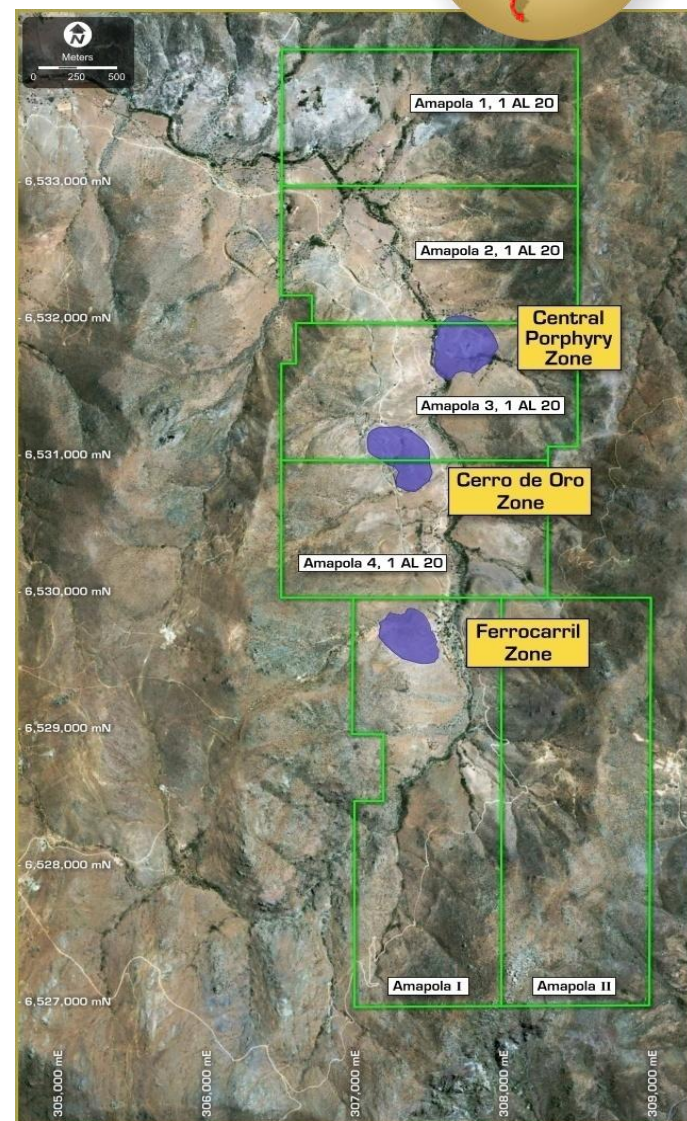 N
Meters
0 250 500
Amapola 1, 1 AL 20
6,533,000 mN
Amapola 2, 1 AL 20
6,532,000 mN
Central
Porphyry
Zone
Amapola 3, 1 AL 20
6,531,000 mN
Cerro de Oro
Zone
Amapola 4, 1 AL 20
6,530,000 mN
Ferrocarril
Zone
6,529,000 mN
6,528,000 mN
Amapola I
Amapola II
6,527,000 mN
305,000 mE
306,000 mE
307,000 mE
308,000 mE
309,000 mE